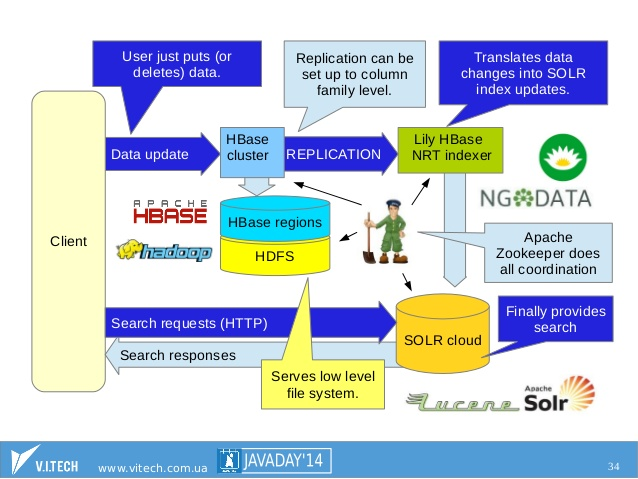 User just puts (or
deletes) data.
Replication can be
set up to column
family level.
Translates data
changes into SOLR
index updates.
Data update
HBase
cluster
REPLICATION
Lily HBase
NRT indexer
NGDATA
APACHE
HBASE
hadoop
HBase regions
HDFS
Client
Apache
Zookeeper does
all coordination
Search requests (HTTP)
Search responses
SOLR cloud
Finally provides
search
Serves low level
file system.
Lucene
Apache
Solr
V.I.TECH
www.vitech.com.ua
JAVADAY'14
34